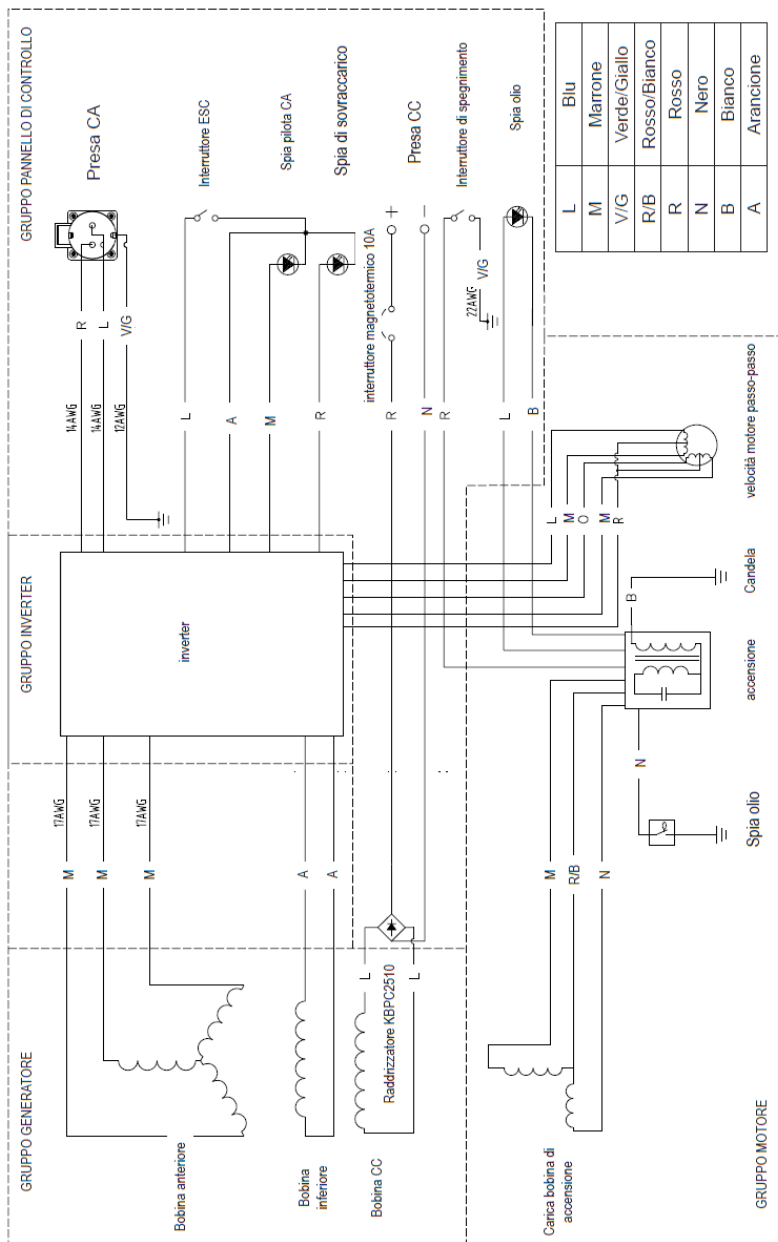 GRUPPO PANNELLO DI CONTROLLO
Presa CA
Interruttore ESC
Spia pilota CA
Spia di sovraccarico
Presa CC
Interruttore di spegnimento
Spia olio
interruttore magnetotermico 10A
+
−
22AWG
V/G
R
L
V/G
14AWG
14AWG
12AWG
L
A
M
R
R
N
R
L
B
L Blu
M Marrone
V/G Verde/Giallo
R/B Rosso/Bianco
R Rosso
N Nero
B Bianco
A Arancione
GRUPPO INVERTER
inverter
L
M
O
M
R
velocità motore passo-passo
Candela
B
accensione
N
Spia olio
17AWG
17AWG
17AWG
M
M
M
A
A
L
L
M
R/B
N
GRUPPO GENERATORE
Bobina anteriore
Bobina
inferiore
Bobina CC
Raddrizzatore KBPC2510
Carica bobina di
accensione
GRUPPO MOTORE